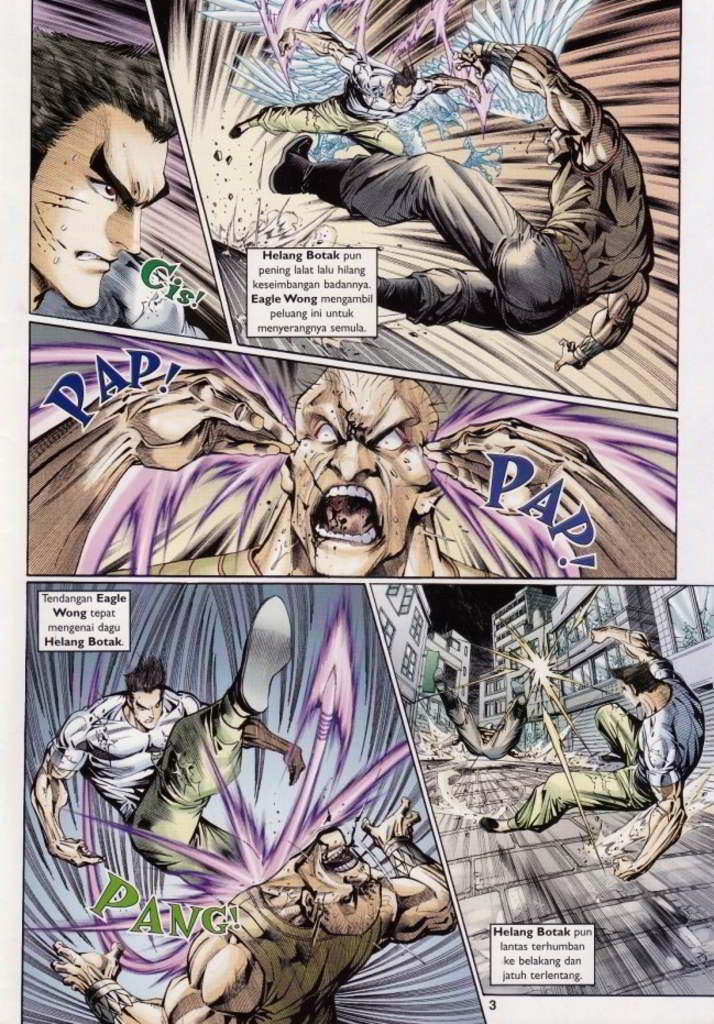 Cis!
Helang Botak pun
pening lalat lalu hilang
keseimbangan badannya.
Eagle Wong mengambil
peluang ini untuk
menyerangnya semula.
PAP!
PAP!
Tendangan Eagle
Wong tepat
mengenai dagu
Helang Botak.
PANG!
Helang Botak pun
lantas terhumban
ke belakang dan
jatuh terlentang.
3